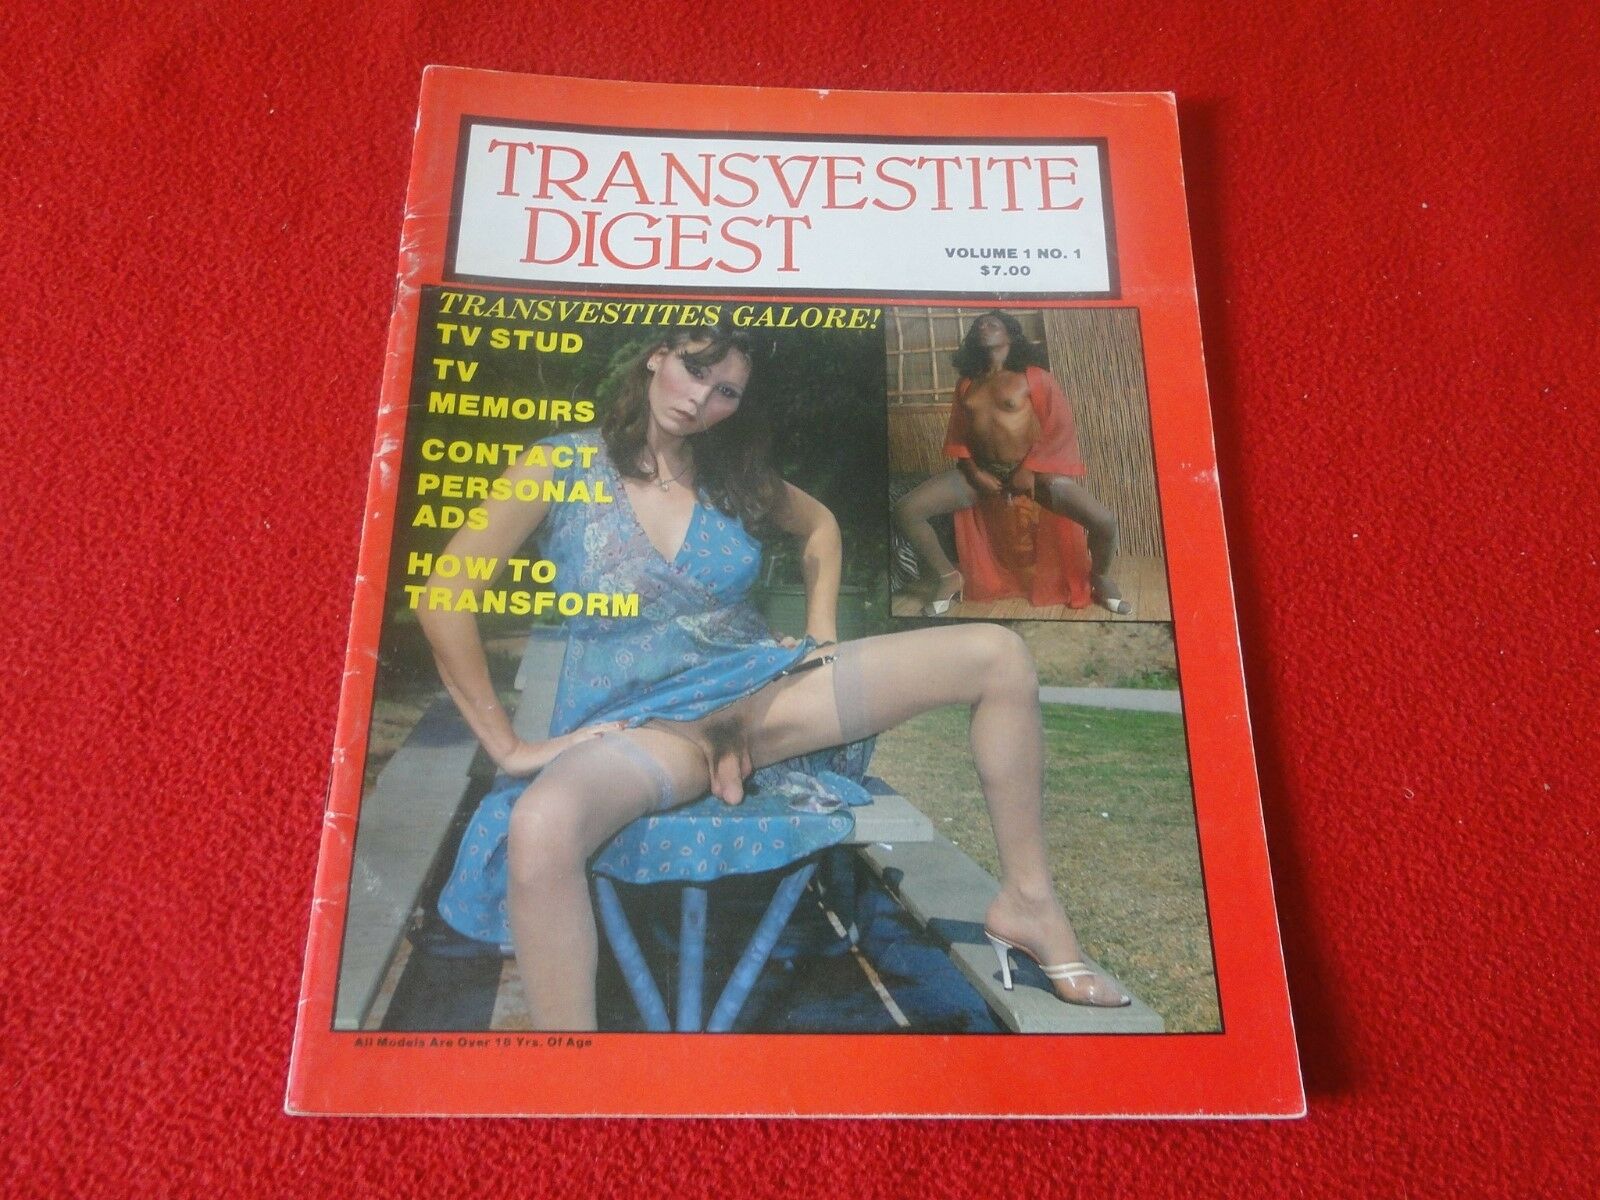 TRANSVESTITE
DIGEST
VOLUME 1 NO. 1
$7.00
TRANSVESTITES GALORE!
TV STUD
TV
MEMOIRS
CONTACT
PERSONAL
ADS
HOW TO
TRANSFORM
All Models Are Over 18 Yrs. Of Age